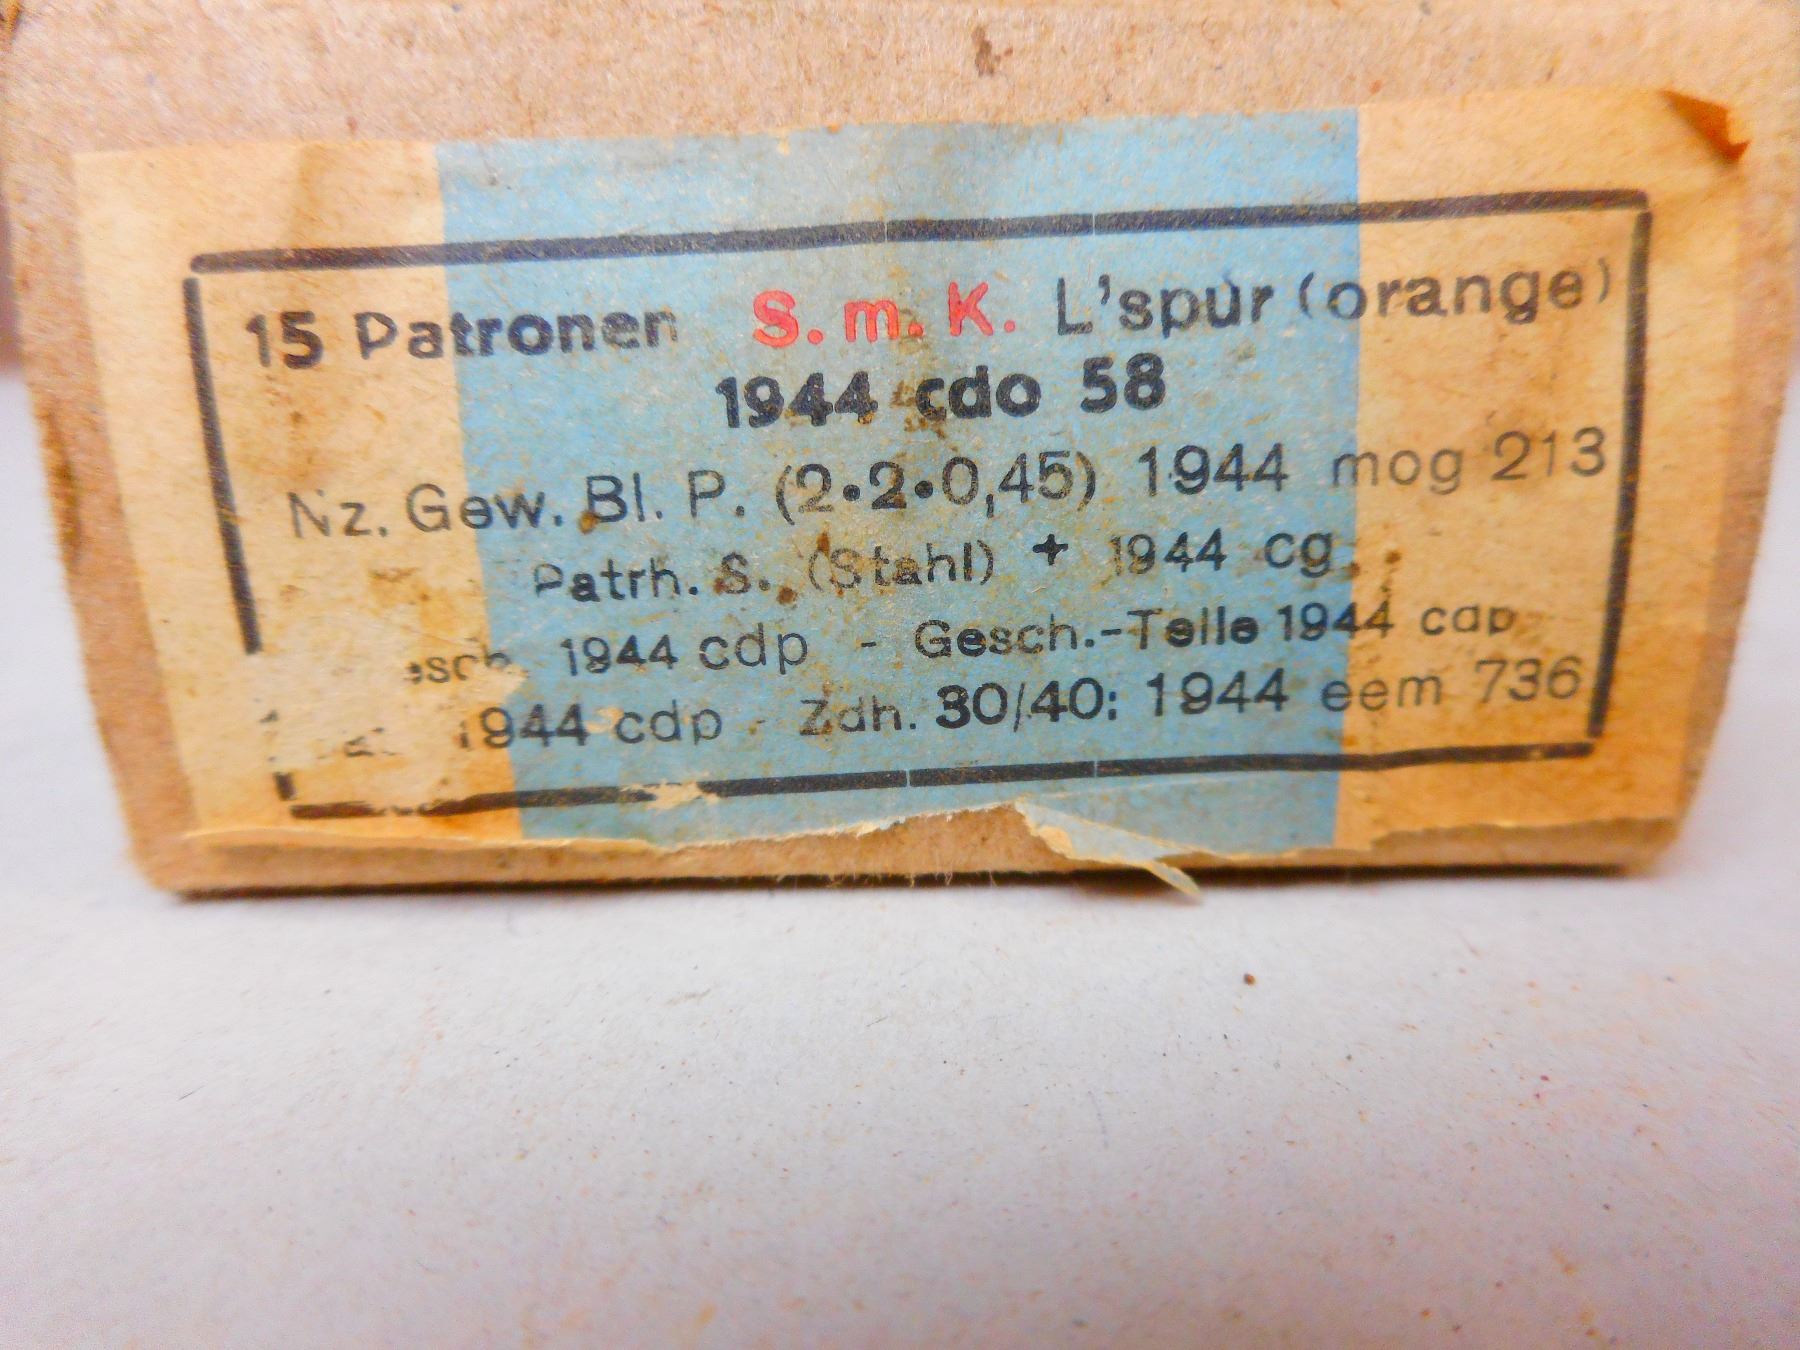 15 Patronen S. m. K. L'spur (orange)
1944 cdo 58
Nz. Gew. Bl. P. (2•2•0,45) 1944 mog 213
Patrh. S. (Stahl) + 1944 cg.
1944 cdp - Gesch.-Teile 1944 cdp
1944 cdp - Zdh. 30/40: 1944 eem 736